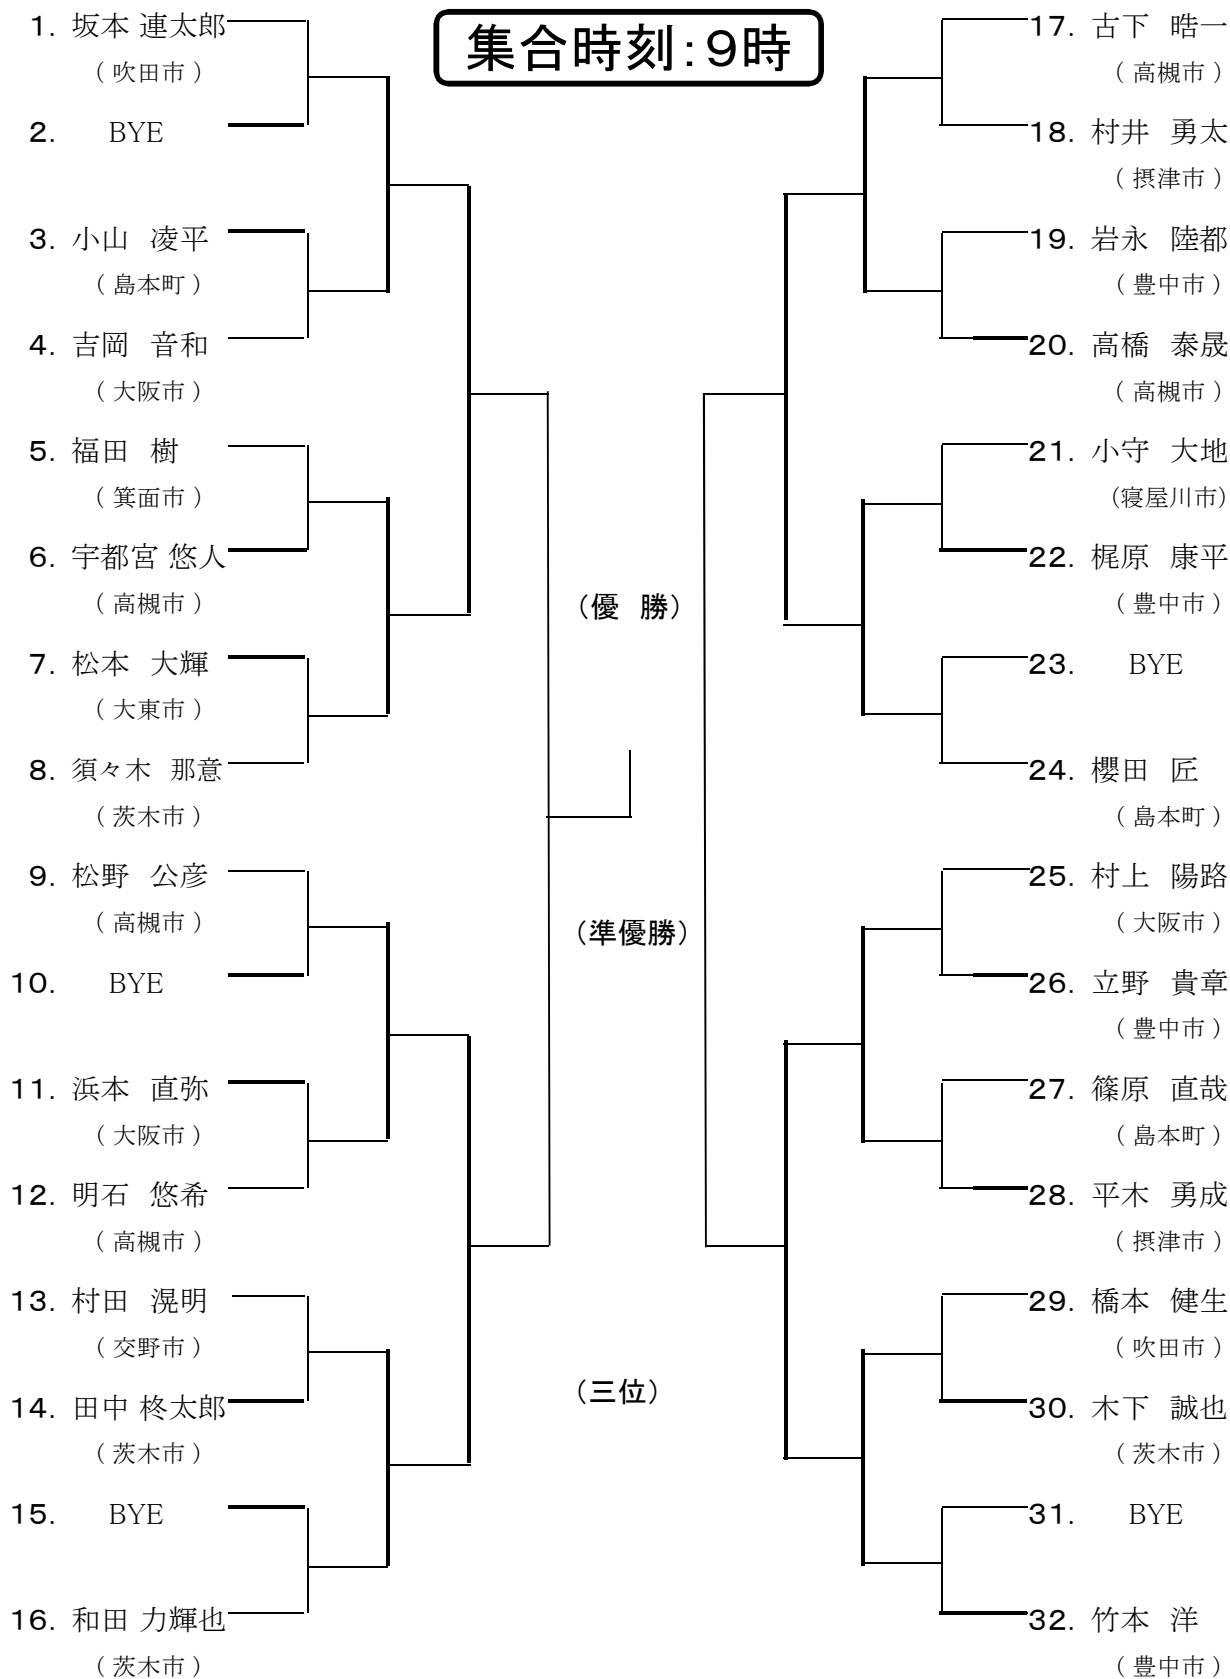 集合時刻:9時
1. 坂本 連太郎
( 吹田市 )
2. BYE
3. 小山 凌平
( 島本町 )
4. 吉岡 音和
( 大阪市 )
5. 福田 樹
( 箕面市 )
6. 宇都宮 悠人
( 高槻市 )
7. 松本 大輝
( 大東市 )
8. 須々木 那意
( 茨木市 )
9. 松野 公彦
( 高槻市 )
10. BYE
11. 浜本 直弥
( 大阪市 )
12. 明石 悠希
( 高槻市 )
13. 村田 滉明
( 交野市 )
14. 田中 柊太郎
( 茨木市 )
15. BYE
16. 和田 力輝也
( 茨木市 )
(優 勝)
(準優勝)
(三位)
17. 古下 晧一
( 高槻市 )
18. 村井 勇太
( 摂津市 )
19. 岩永 陸都
( 豊中市 )
20. 高橋 泰晟
( 高槻市 )
21. 小守 大地
(寝屋川市)
22. 梶原 康平
( 豊中市 )
23. BYE
24. 櫻田 匠
( 島本町 )
25. 村上 陽路
( 大阪市 )
26. 立野 貴章
( 豊中市 )
27. 篠原 直哉
( 島本町 )
28. 平木 勇成
( 摂津市 )
29. 橋本 健生
( 吹田市 )
30. 木下 誠也
( 茨木市 )
31. BYE
32. 竹本 洋
( 豊中市 )